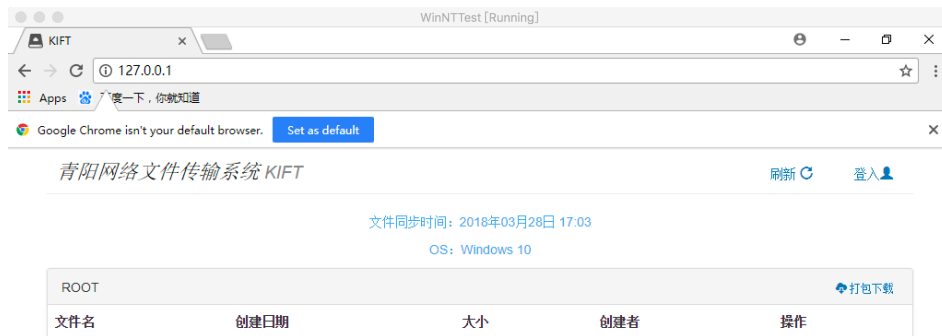 WinNTTest [Running]
KIFT
127.0.0.1
Apps 度一下，你就知道
Google Chrome isn't your default browser. Set as default
青阳网络文件传输系统 KIFT 刷新 登入
文件同步时间：2018年03月28日 17:03
OS：Windows 10
ROOT 打包下载
文件名 创建日期 大小 创建者 操作